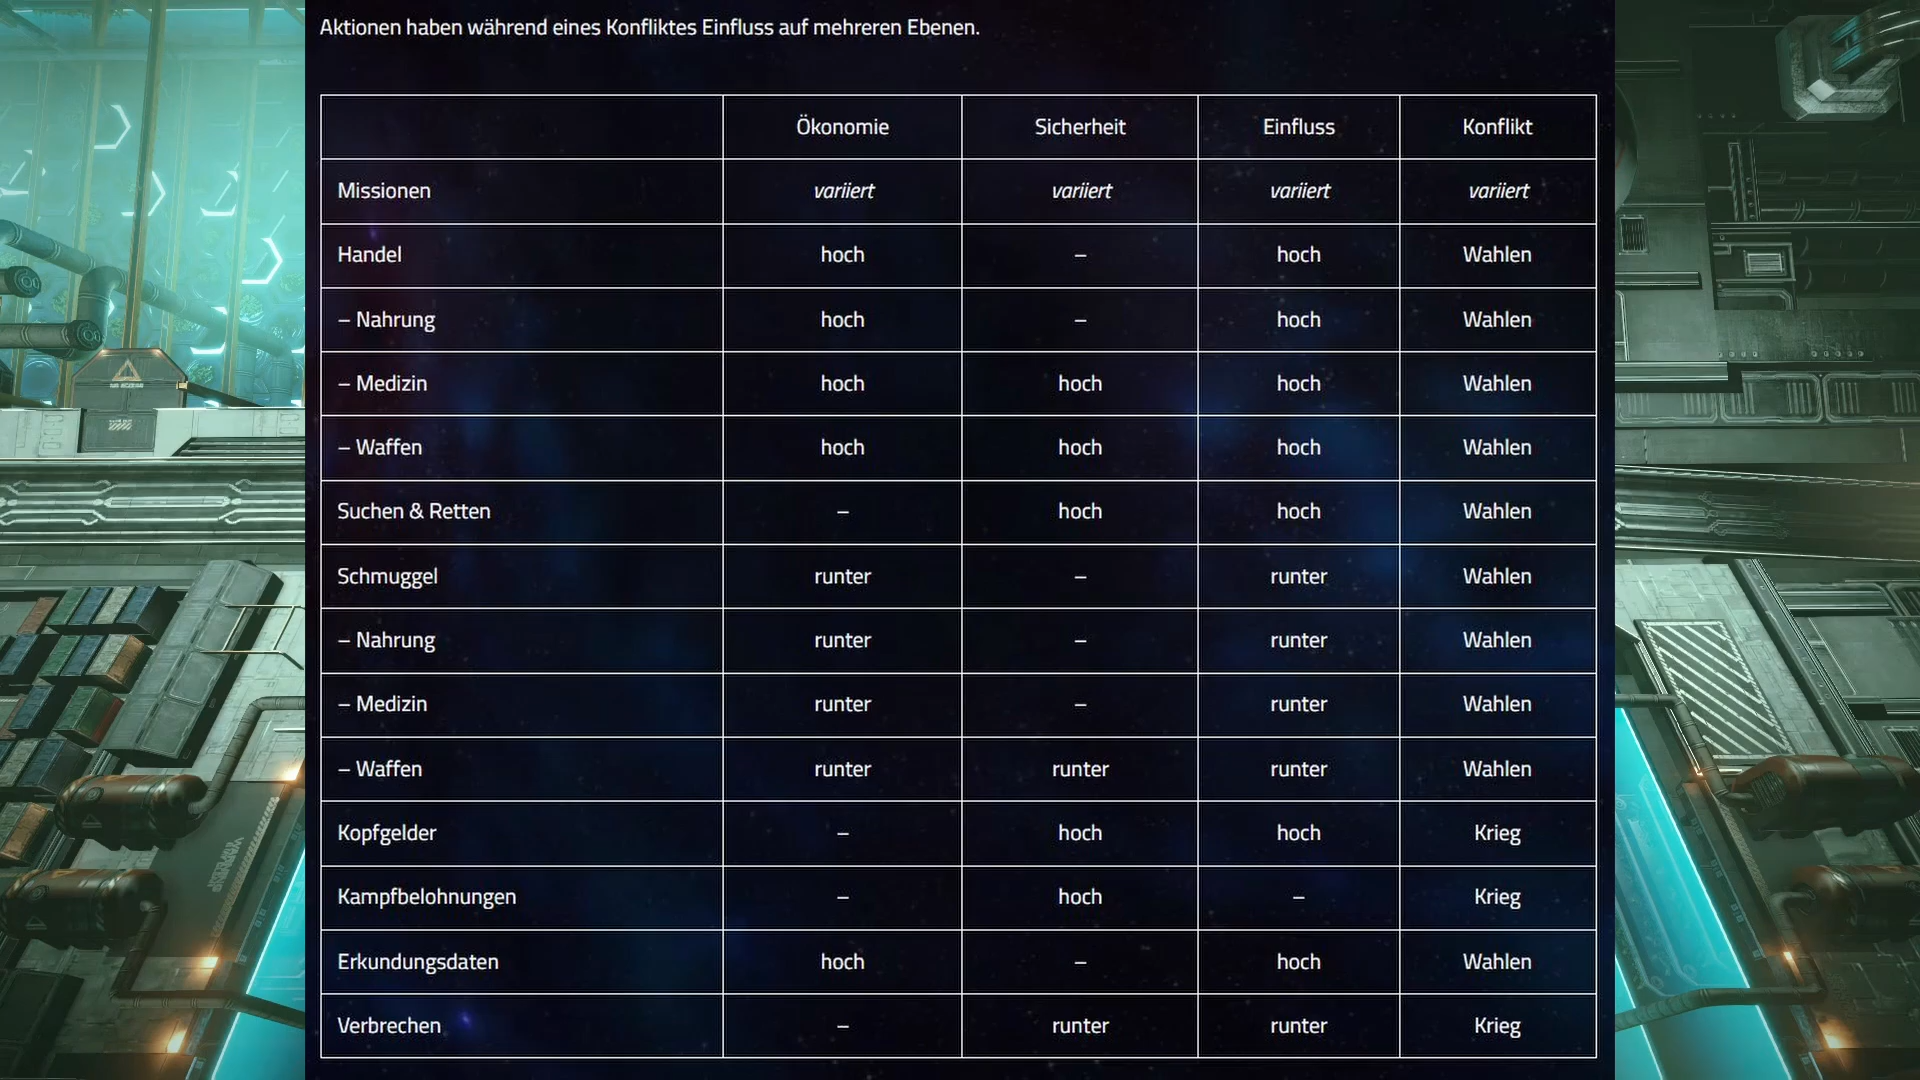 Aktionen haben während eines Konfliktes Einfluss auf mehreren Ebenen.
Ökonomie Sicherheit Einfluss Konflikt
Missionen variiert variiert variiert variiert
Handel hoch – hoch Wahlen
– Nahrung hoch – hoch Wahlen
– Medizin hoch hoch hoch Wahlen
– Waffen hoch hoch hoch Wahlen
Suchen & Retten – hoch hoch Wahlen
Schmuggel runter – runter Wahlen
– Nahrung runter – runter Wahlen
– Medizin runter – runter Wahlen
– Waffen runter runter runter Wahlen
Kopfgelder – hoch hoch Krieg
Kampfbelohnungen – hoch – Krieg
Erkundungsdaten hoch – hoch Wahlen
Verbrechen – runter runter Krieg